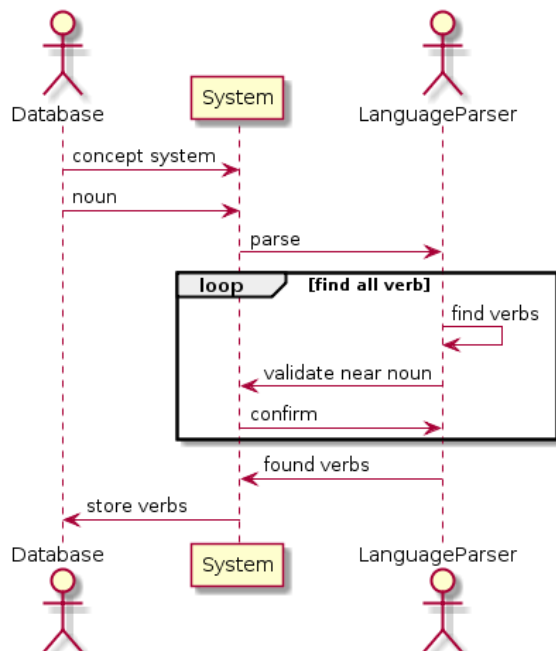 Database
System
LanguageParser
concept system
noun
parse
loop [find all verb]
find verbs
validate near noun
confirm
found verbs
store verbs
Database
System
LanguageParser